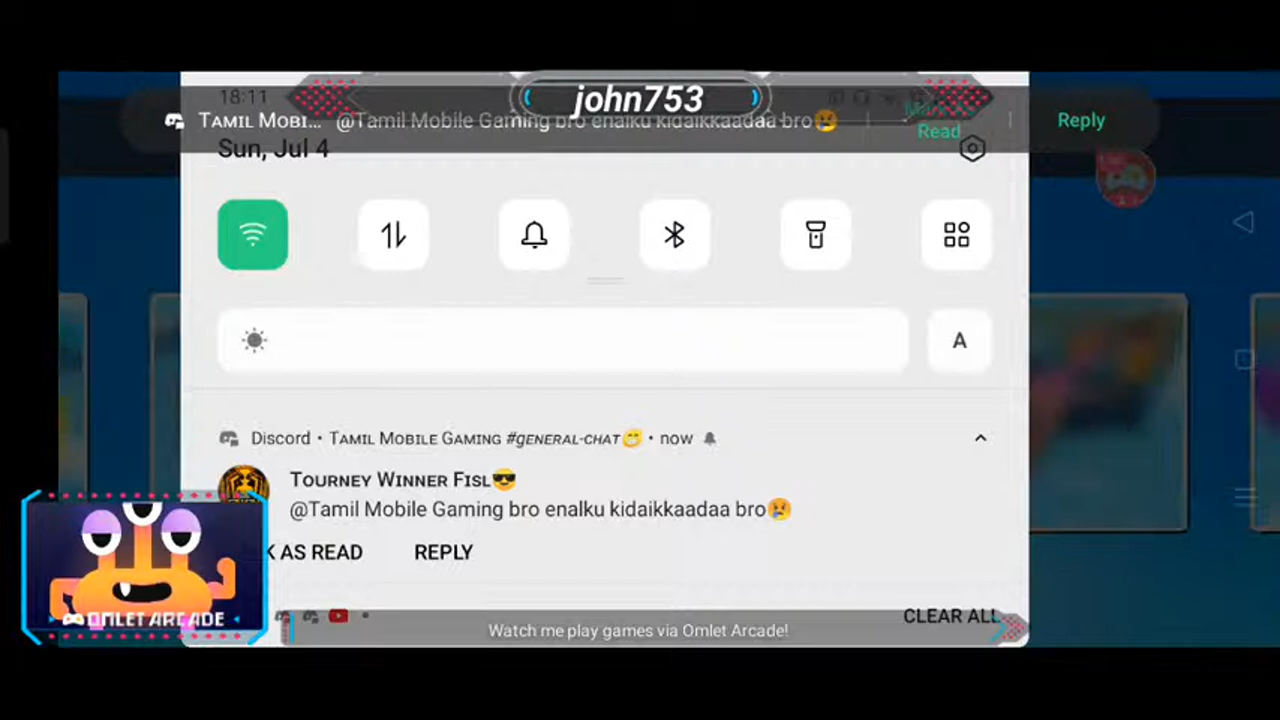 john753
18:11
TAMIL MOBI... @Tamil Mobile Gaming bro enalku kidaikkaadaa bro😢 Read Reply
Sun, Jul 4
A
Discord • TAMIL MOBILE GAMING #GENERAL-CHAT😁 • now
TOURNEY WINNER FISL😎
@Tamil Mobile Gaming bro enalku kidaikkaadaa bro😢
K AS READ REPLY
OMLET ARCADE
CLEAR ALL
Watch me play games via Omlet Arcade!